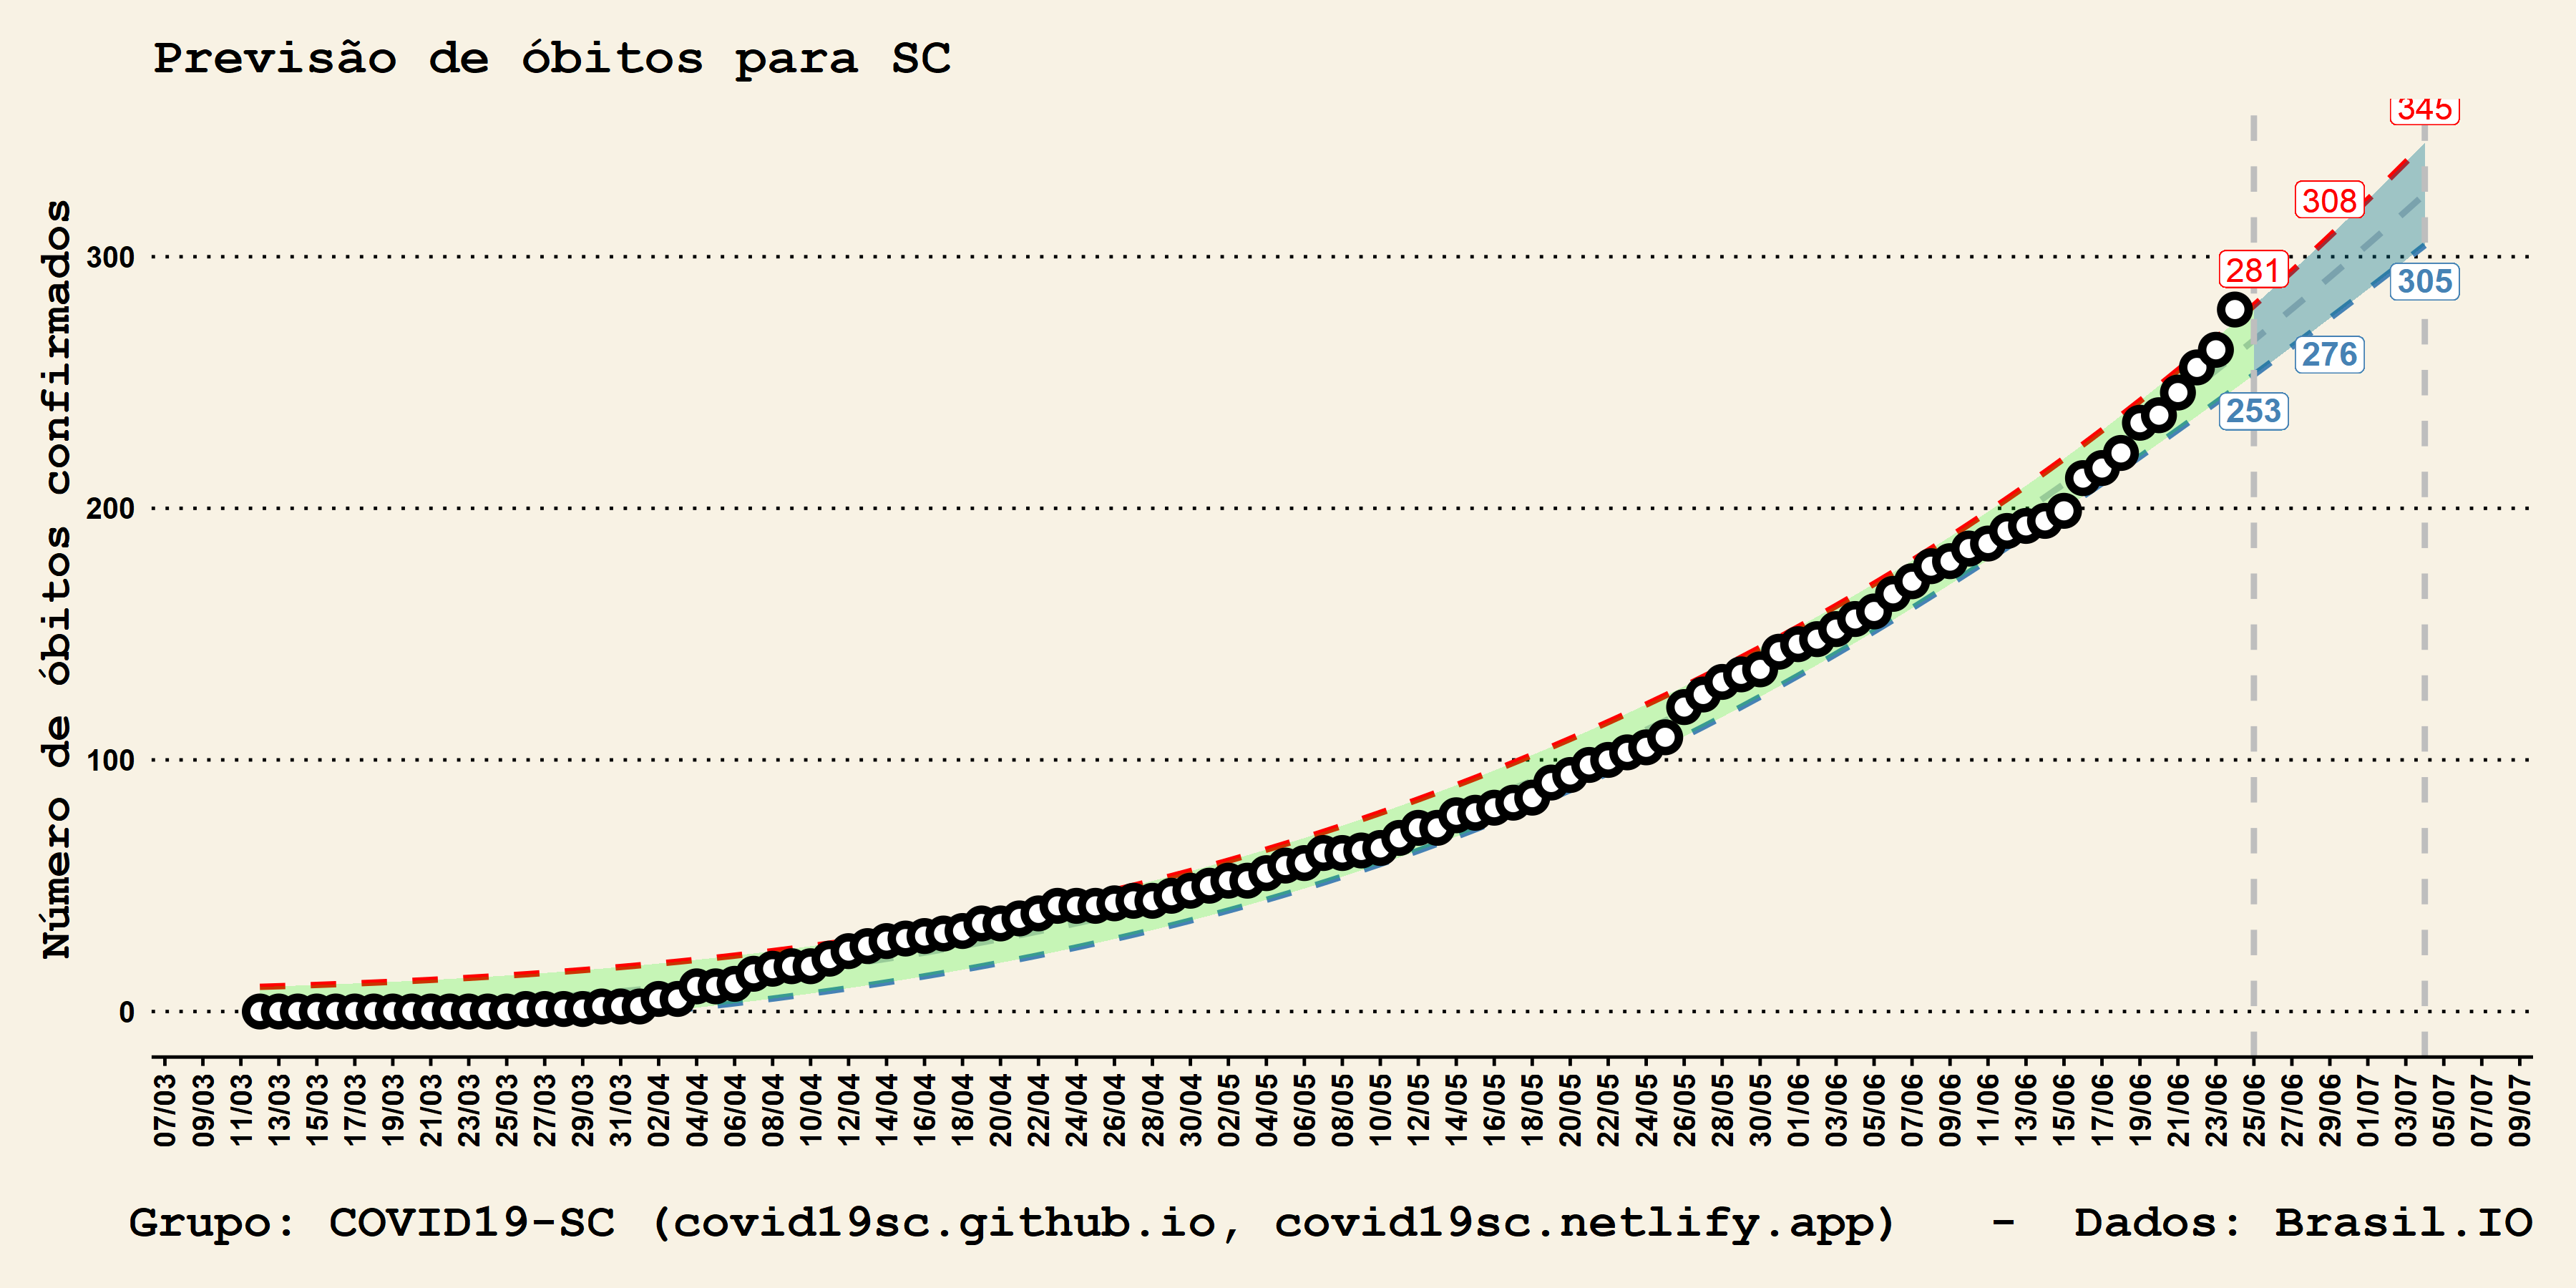 Previsão de óbitos para SC
Número de óbitos confirmados
345
308
300
281
305
276
253
200
100
0
07/03 09/03 11/03 13/03 15/03 17/03 19/03 21/03 23/03 25/03 27/03 29/03 31/03 02/04 04/04 06/04 08/04 10/04 12/04 14/04 16/04 18/04 20/04 22/04 24/04 26/04 28/04 30/04 02/05 04/05 06/05 08/05 10/05 12/05 14/05 16/05 18/05 20/05 22/05 24/05 26/05 28/05 30/05 01/06 03/06 05/06 07/06 09/06 11/06 13/06 15/06 17/06 19/06 21/06 23/06 25/06 27/06 29/06 01/07 03/07 05/07 07/07 09/07
Grupo: COVID19-SC (covid19sc.github.io, covid19sc.netlify.app) - Dados: Brasil.IO